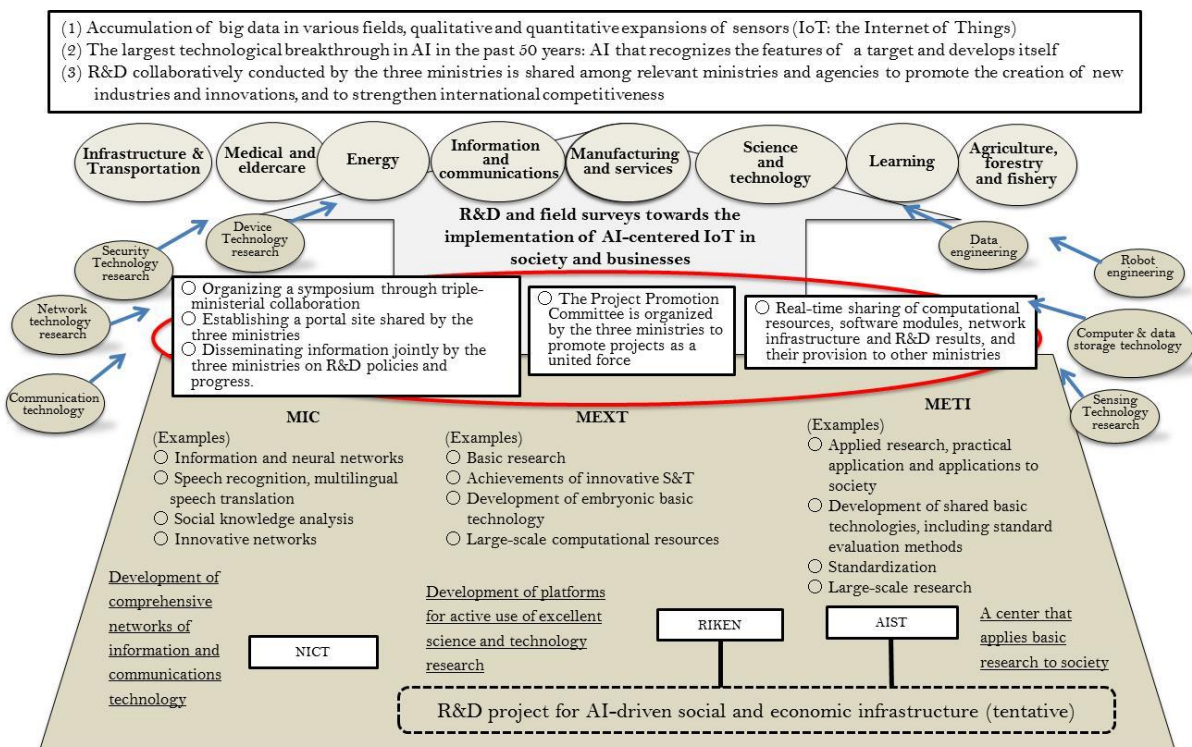 (1) Accumulation of big data in various fields, qualitative and quantitative expansions of sensors (IoT: the Internet of Things)
(2) The largest technological breakthrough in AI in the past 50 years: AI that recognizes the features of a target and develops itself
(3) R&D collaboratively conducted by the three ministries is shared among relevant ministries and agencies to promote the creation of new
industries and innovations, and to strengthen international competitiveness
Infrastructure &
Transportation
Medical and
eldercare
Energy
Information
and
communications
Manufacturing
and services
Science
and
technology
Learning
Agriculture,
forestry
and fishery
R&D and field surveys towards the
implementation of AI-centered IoT in
society and businesses
Device
Technology
research
Security
Technology
research
Network
technology
research
Communication
technology
Data
engineering
Robot
engineering
Computer & data
storage technology
Sensing
Technology
research
○ Organizing a symposium through triple-
ministerial collaboration
○ Establishing a portal site shared by the
three ministries
○ Disseminating information jointly by the
three ministries on R&D policies and
progress.
○ The Project Promotion
Committee is organized
by the three ministries to
promote projects as a
united force
○ Real-time sharing of computational
resources, software modules, network
infrastructure and R&D results, and
their provision to other ministries
MIC
(Examples)
○ Information and neural networks
○ Speech recognition, multilingual
speech translation
○ Social knowledge analysis
○ Innovative networks
MEXT
(Examples)
○ Basic research
○ Achievements of innovative S&T
○ Development of embryonic basic
technology
○ Large-scale computational resources
METI
(Examples)
○ Applied research, practical
application and applications to
society
○ Development of shared basic
technologies, including standard
evaluation methods
○ Standardization
○ Large-scale research
Development of
comprehensive
networks of
information and
communications
technology
NICT
Development of platforms
for active use of excellent
science and technology
research
RIKEN
AIST
A center that
applies basic
research to society
R&D project for AI-driven social and economic infrastructure (tentative)